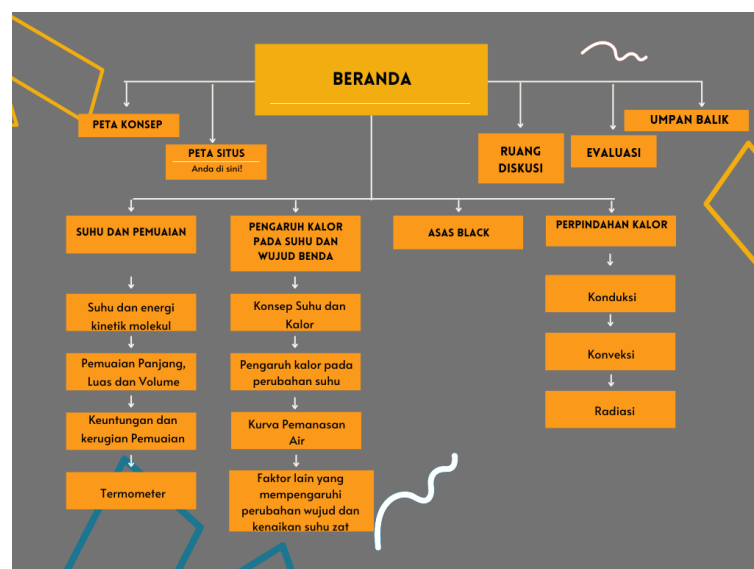 BERANDA
PETA KONSEP
PETA SITUS
Anda di sini!
RUANG
DISKUSI
EVALUASI
UMPAN BALIK
SUHU DAN PEMUAIAN
Suhu dan energi
kinetik molekul
Pemuaian Panjang,
Luas dan Volume
Keuntungan dan
kerugian Pemuaian
Termometer
PENGARUH KALOR
PADA SUHU DAN
WUJUD BENDA
Konsep Suhu dan
Kalor
Pengaruh kalor pada
perubahan suhu
Kurva Pemanasan
Air
Faktor lain yang
mempengaruhi
perubahan wujud dan
kenaikan suhu zat
ASAS BLACK
PERPINDAHAN KALOR
Konduksi
Konveksi
Radiasi